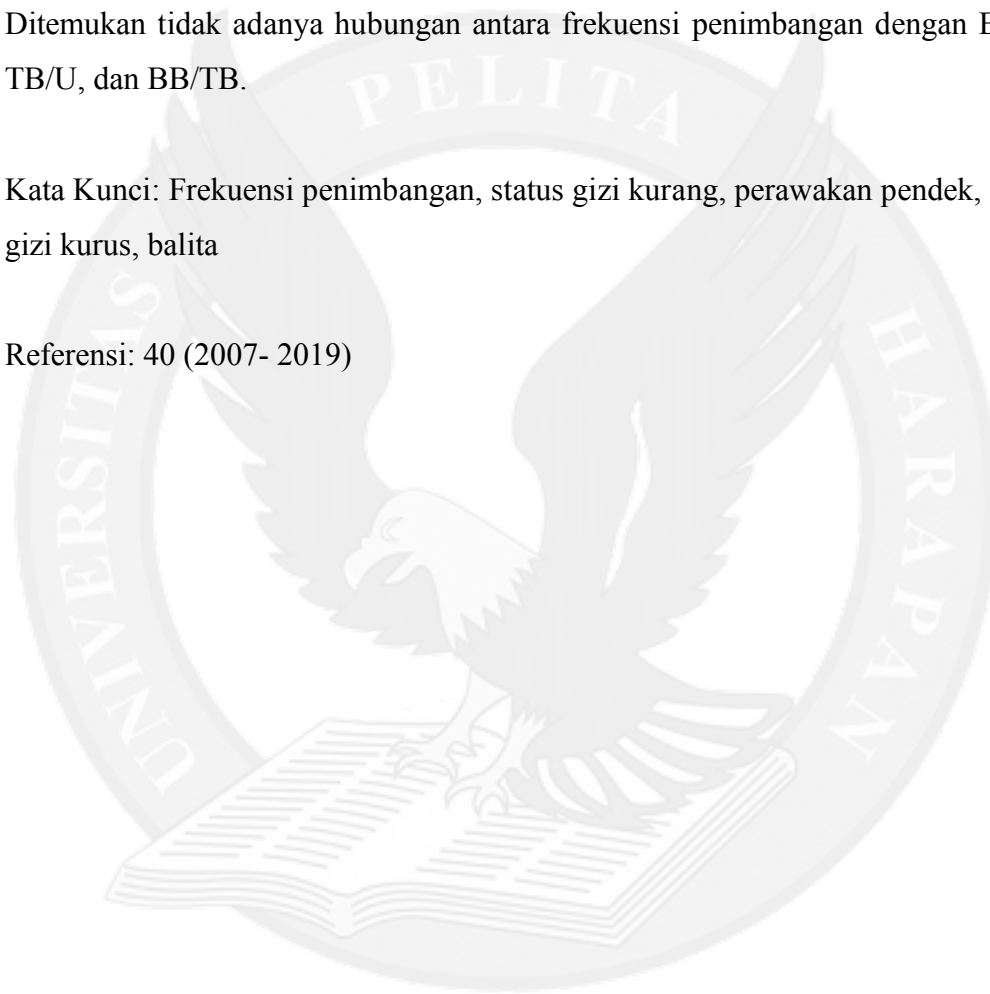 Ditemukan tidak adanya hubungan antara frekuensi penimbangan dengan
TB/U, dan BB/TB.
Kata Kunci: Frekuensi penimbangan, status gizi kurang, perawakan pendek,
gizi kurus, balita
Referensi: 40 (2007- 2019)
UNIVERSITAS PELITA HARAPAN